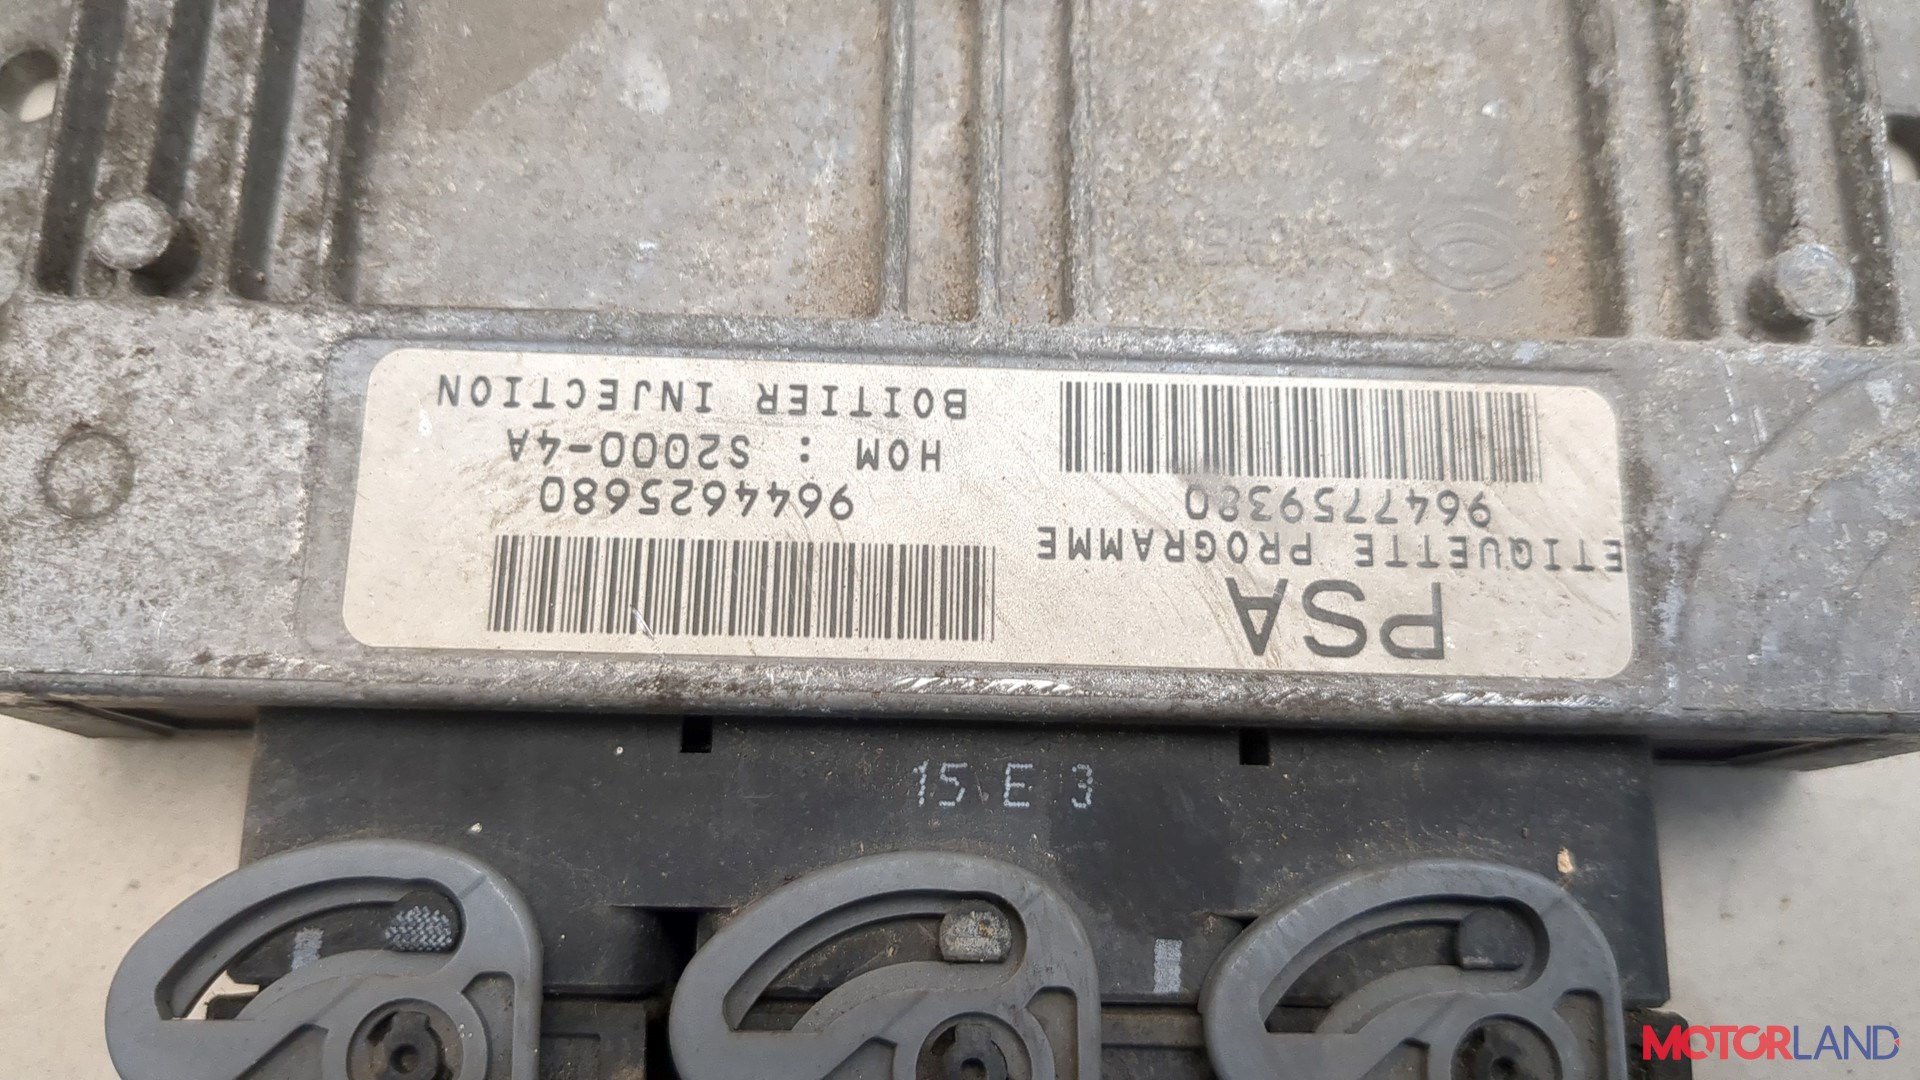 PSA
ETIQUETTE PROGRAMME
9647759380
9644625680
HOM : S2000-4A
BOITIER INJECTION
15 E 3
MOTORLAND